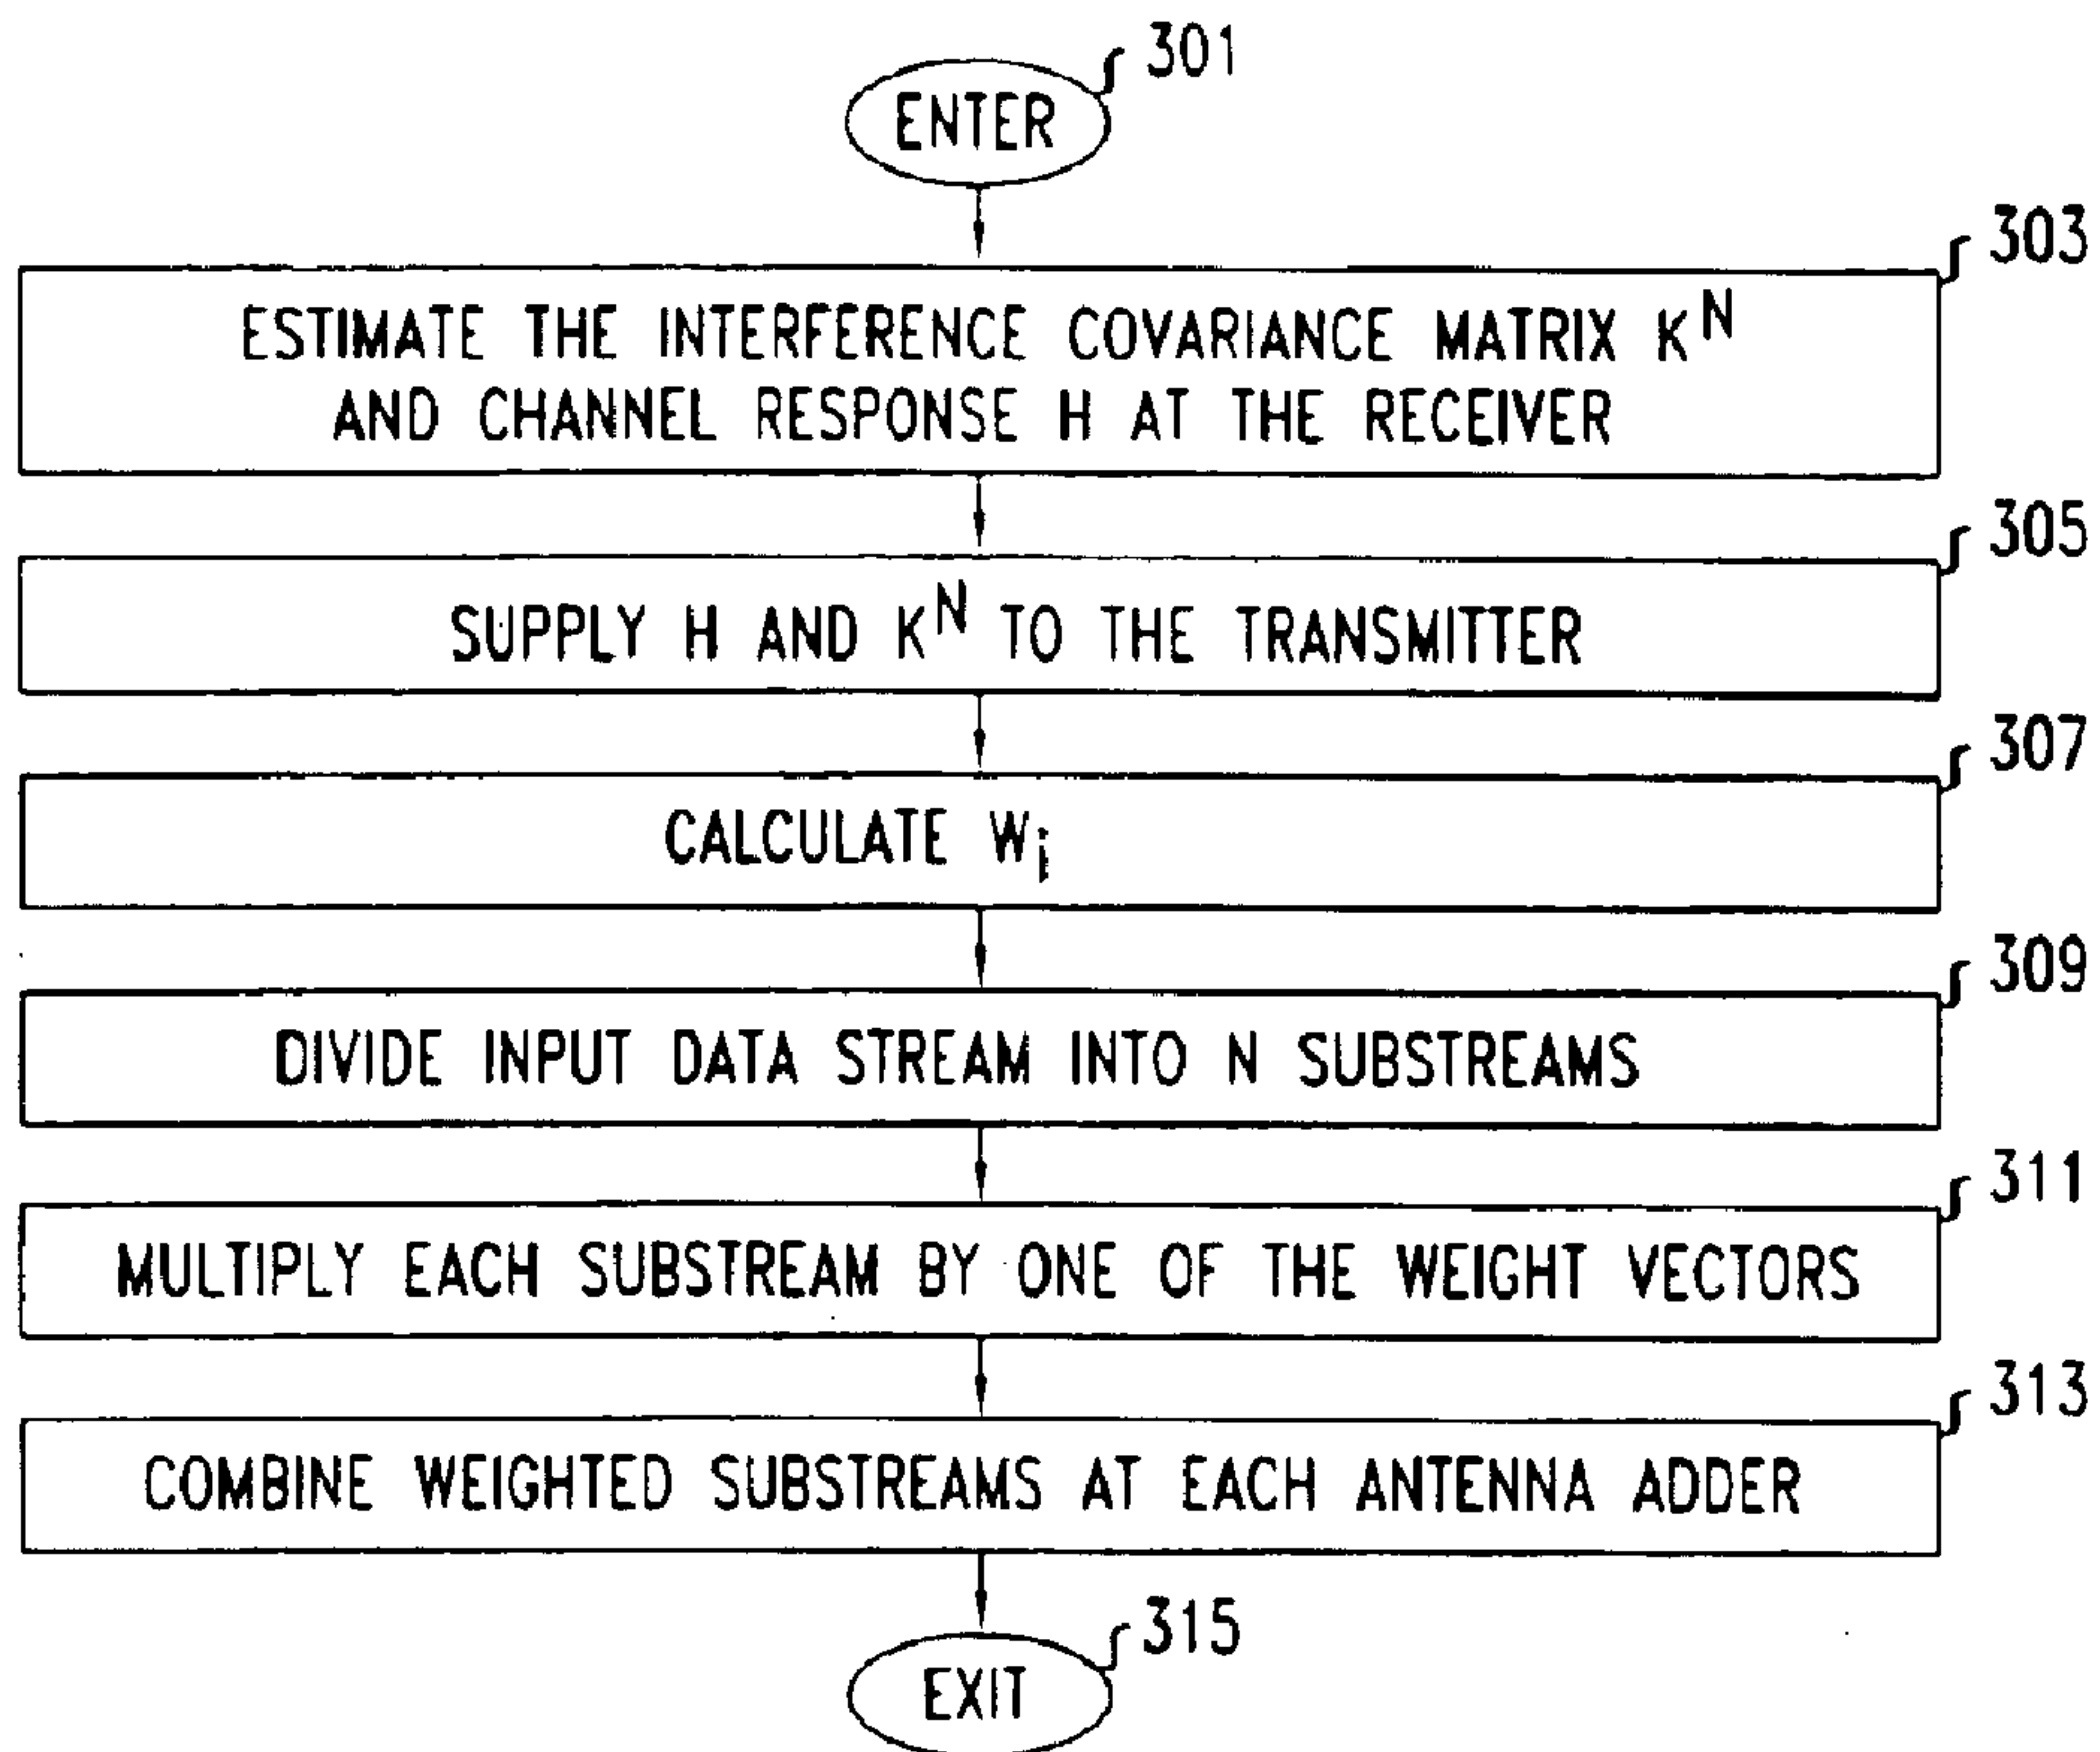 301
ENTER
303
ESTIMATE THE INTERFERENCE COVARIANCE MATRIX K^N
AND CHANNEL RESPONSE H AT THE RECEIVER
305
SUPPLY H AND K^N TO THE TRANSMITTER
307
CALCULATE W_i
309
DIVIDE INPUT DATA STREAM INTO N SUBSTREAMS
311
MULTIPLY EACH SUBSTREAM BY ONE OF THE WEIGHT VECTORS
313
COMBINE WEIGHTED SUBSTREAMS AT EACH ANTENNA ADDER
315
EXIT